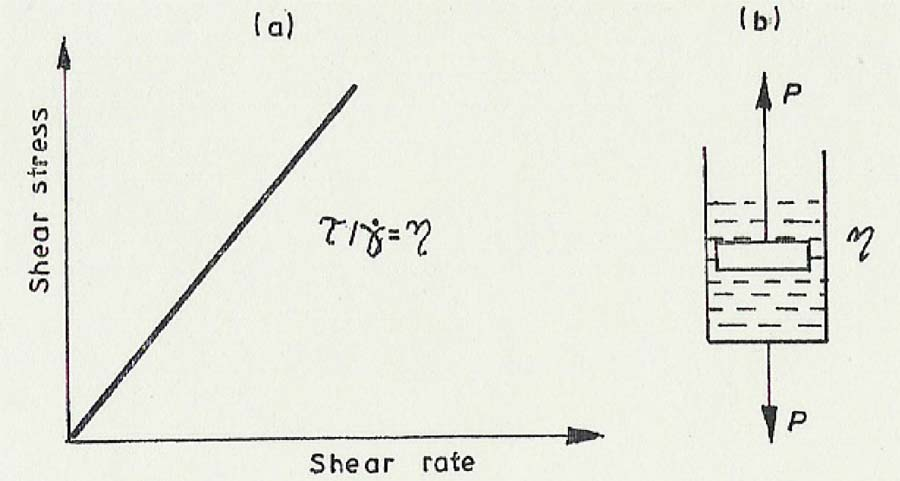 (a)
Shear stress
τ/γ̇=η
Shear rate
(b)
P
η
P